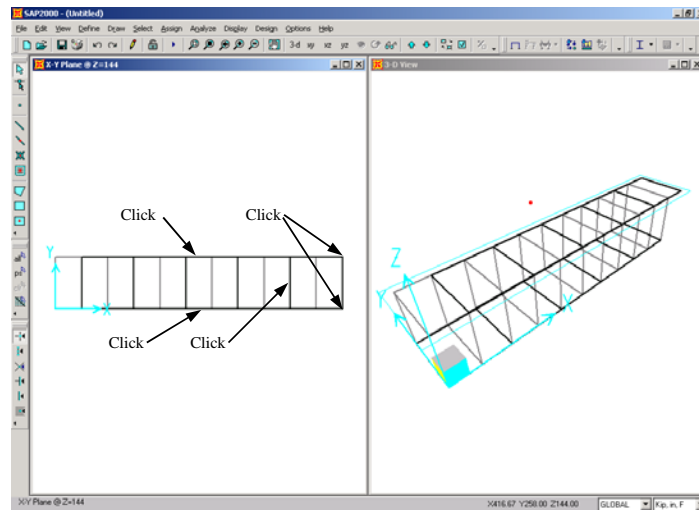 SAP2000 - (Untitled)
File Edit View Define Draw Select Assign Analyze Display Design Options Help
3-d xy xz yz
X-Y Plane @ Z=144
3-D View
Click Click
Y
X
Click Click
Z
Y
X
X-Y Plane @ Z=144
X416.67 Y258.00 Z144.00
GLOBAL
Kip, in, F